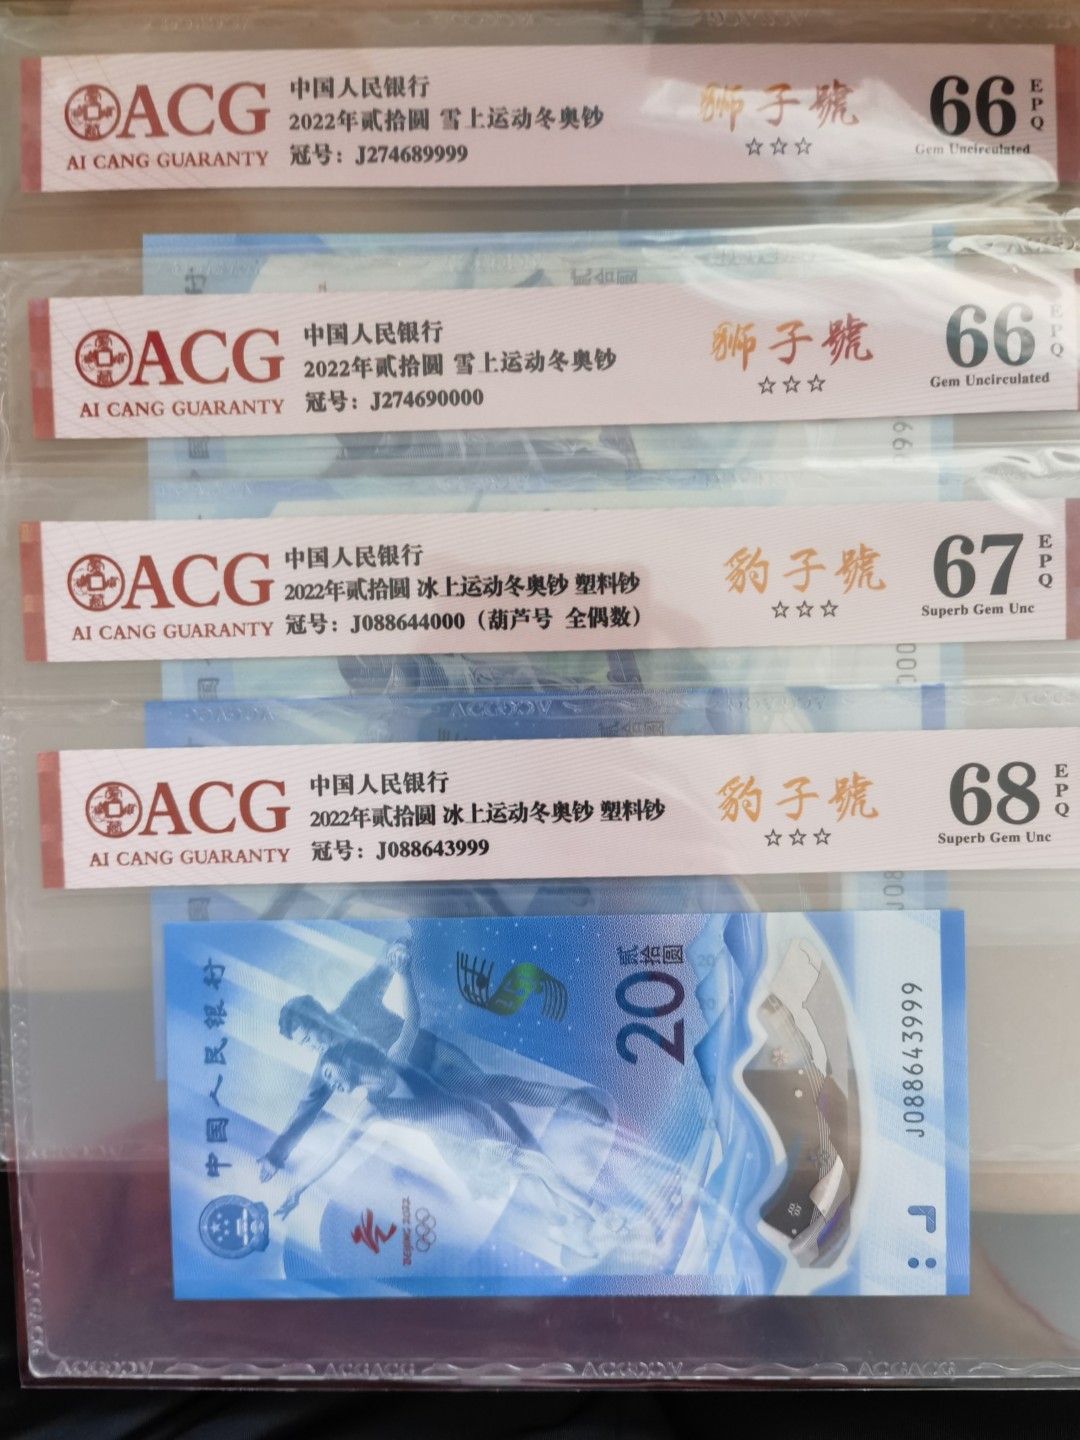 ACG
AI CANG GUARANTY
中国人民银行
2022年贰拾圆 雪上运动冬奥钞
冠号：J274689999
狮子號
☆☆☆
66
EPQ
Gem Uncirculated
ACG
AI CANG GUARANTY
中国人民银行
2022年贰拾圆 雪上运动冬奥钞
冠号：J274690000
狮子號
☆☆☆
66
EPQ
Gem Uncirculated
ACG
AI CANG GUARANTY
中国人民银行
2022年贰拾圆 冰上运动冬奥钞 塑料钞
冠号：J088644000（葫芦号 全偶数）
豹子號
☆☆☆
67
EPQ
Superb Gem Unc
ACG
AI CANG GUARANTY
中国人民银行
2022年贰拾圆 冰上运动冬奥钞 塑料钞
冠号：J088643999
豹子號
☆☆☆
68
EPQ
Superb Gem Unc
中国人民银行
贰拾圆
20
BEIJING 2022
J088643999